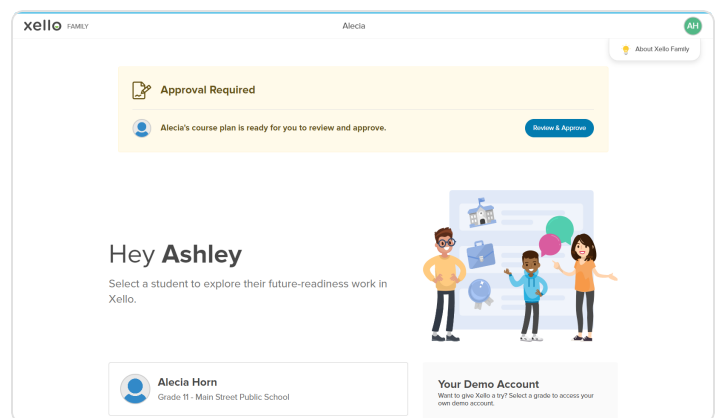 xello FAMILY
Alecia
AH
About Xello Family
Approval Required
Alecia's course plan is ready for you to review and approve.
Review & Approve
Hey Ashley
Select a student to explore their future-readiness work in
Xello.
Alecia Horn
Grade 11 - Main Street Public School
Your Demo Account
Want to give Xello a try? Select a grade to access your
own demo account.